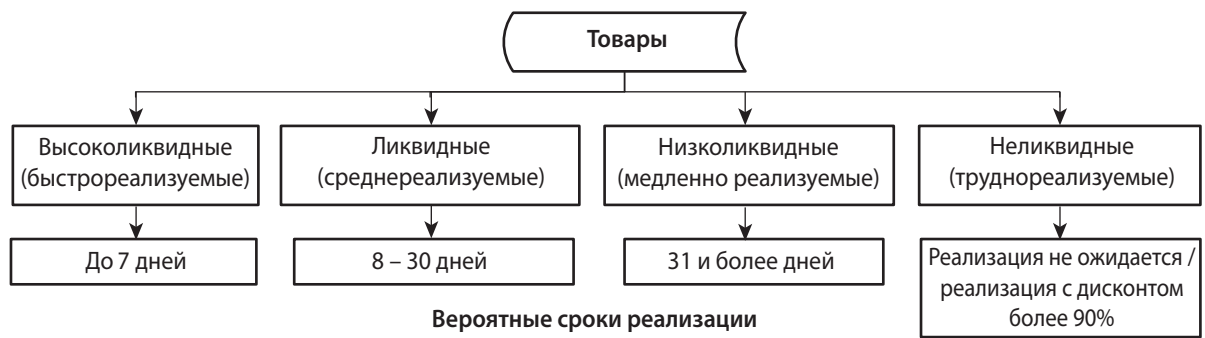 Товары
Высоколиквидные
(быстрореализуемые)
Ликвидные
(среднереализуемые)
Низколиквидные
(медленно реализуемые)
Неликвидные
(труднореализуемые)
До 7 дней
8 – 30 дней
31 и более дней
Реализация не ожидается /
реализация с дисконтом
более 90%
Вероятные сроки реализации